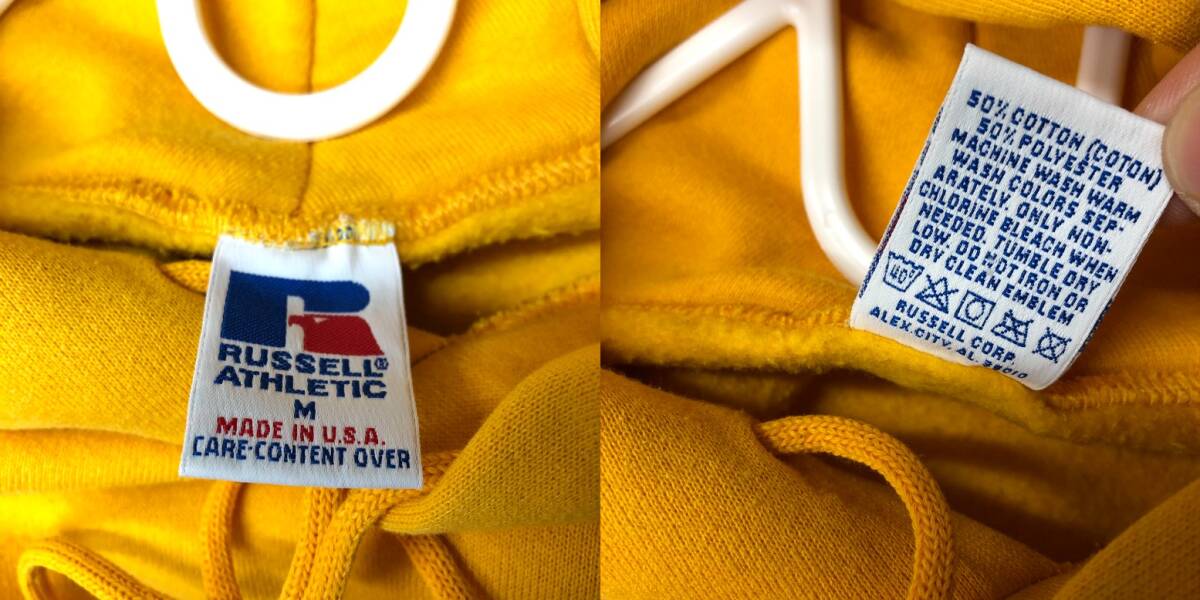 RUSSELL®
ATHLETIC
M
MADE IN U.S.A.
CARE-CONTENT OVER
50% COTTON (COTON)
50% POLYESTER
MACHINE WASH WARM
WASH COLORS SEP-
ARATELY. ONLY NON-
CHLORINE BLEACH WHEN
NEEDED. TUMBLE DRY
LOW. DO NOT IRON OR
DRY CLEAN EMBLEM
RUSSELL CORP.
ALEX CITY, AL